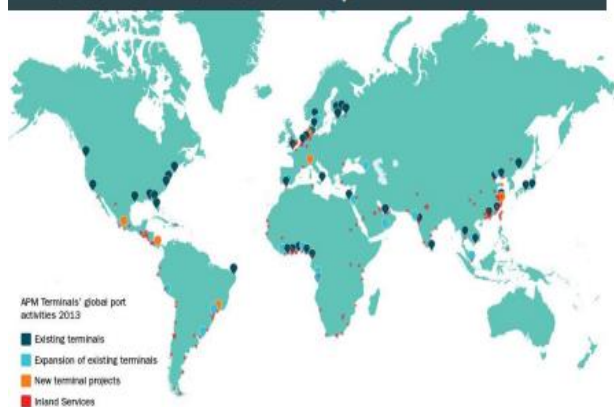 APM Terminals' global port
activities 2013
Existing terminals
Expansion of existing terminals
New terminal projects
Inland Services